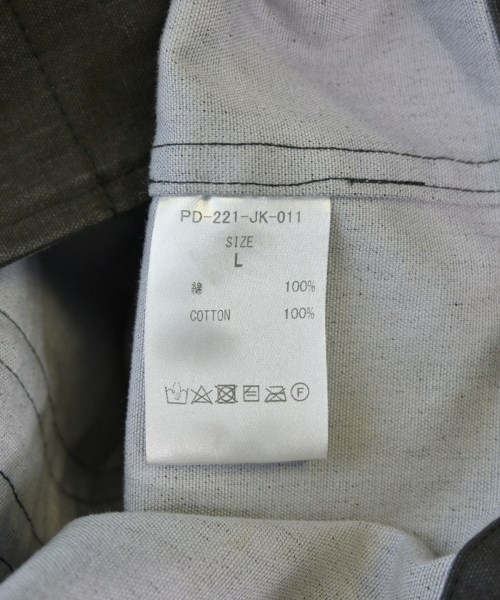 PD-221-JK-011
SIZE
L
綿 100%
COTTON 100%
F